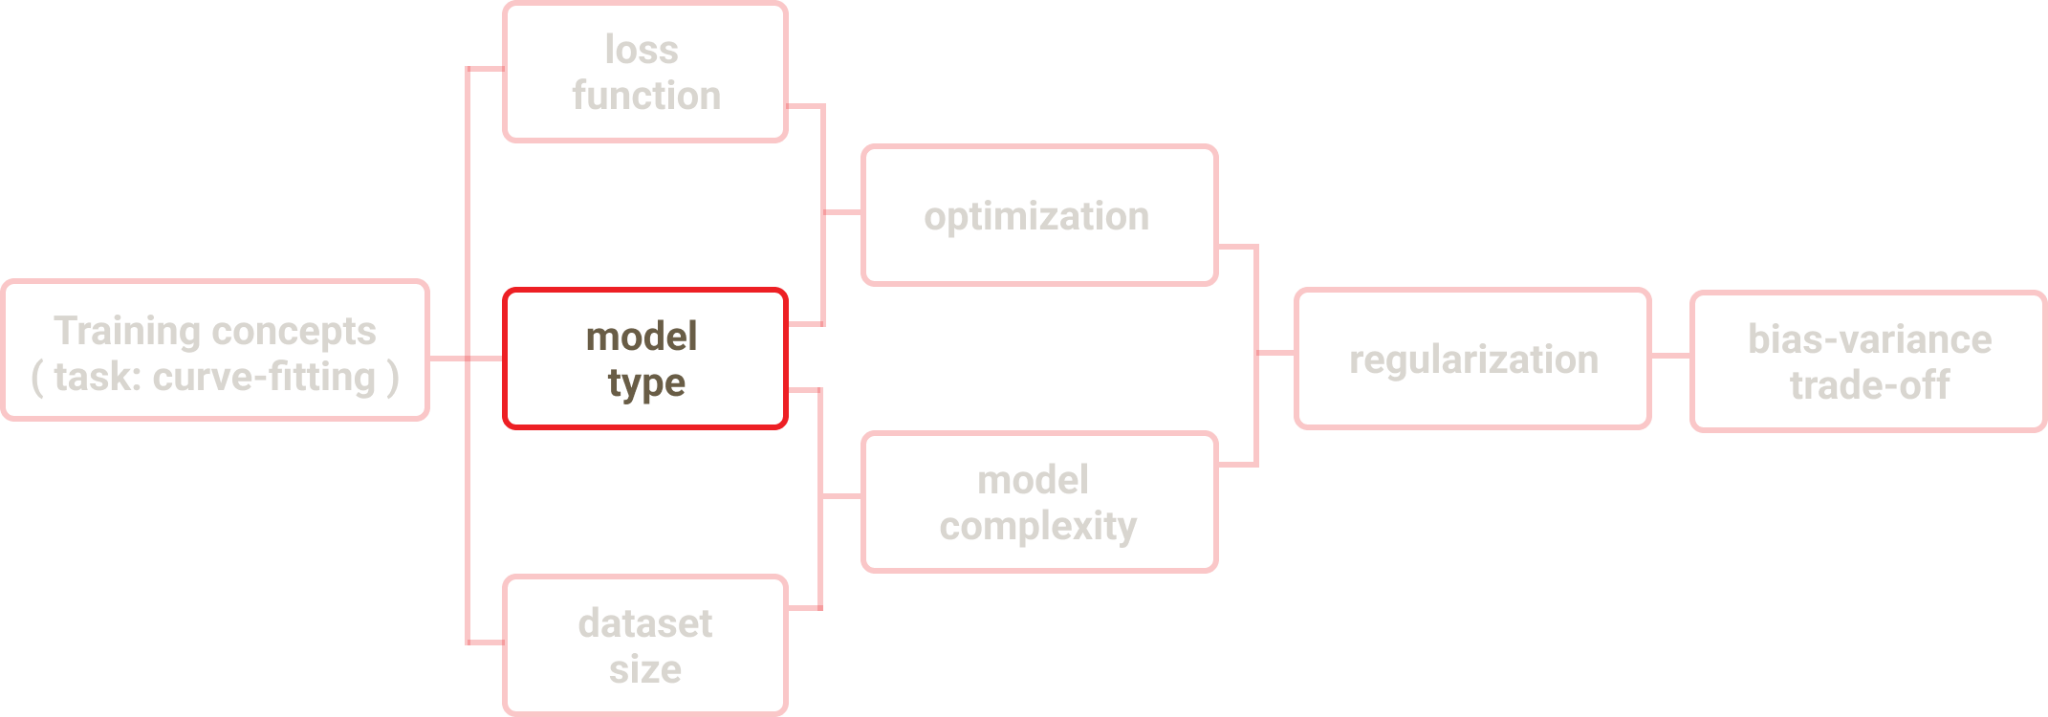 loss
function
optimization
Training concepts
( task: curve-fitting )
model
type
regularization
bias-variance
trade-off
model
complexity
dataset
size